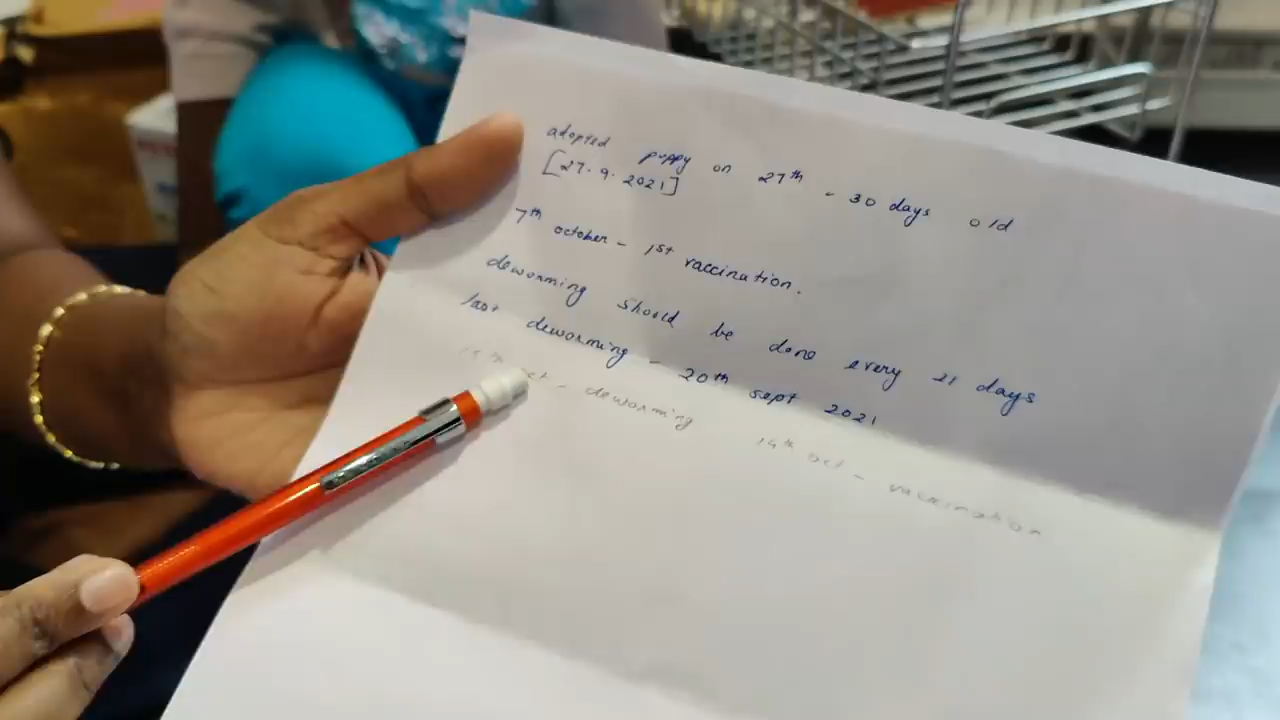 adopted puppy on 27th - 30 days old
[27.9.2021]
7th october - 1st vaccination.
deworming should be done every 21 days
last deworming - 20th sept 2021
deworming 14th oct - vaccination